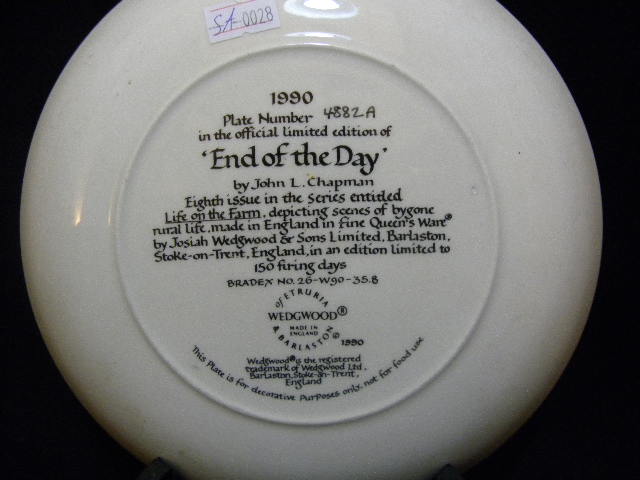 SA-0028
1990
Plate Number 4882A
in the official limited edition of
'End of the Day'
by John L. Chapman
Eighth issue in the series entitled
Life on the Farm, depicting scenes of bygone
rural life, made in England in fine Queen's Ware®
by Josiah Wedgwood & Sons Limited, Barlaston,
Stoke-on-Trent, England, in an edition limited to
150 firing days
BRADEX NO. 26-W90-35.8
of ETRURIA
WEDGWOOD®
MADE IN
ENGLAND
& BARLASTON
© 1990
Wedgwood® is the registered
trademark of Wedgwood Ltd.,
Barlaston, Stoke-on-Trent,
England
This Plate is for decorative Purposes only, not for food use